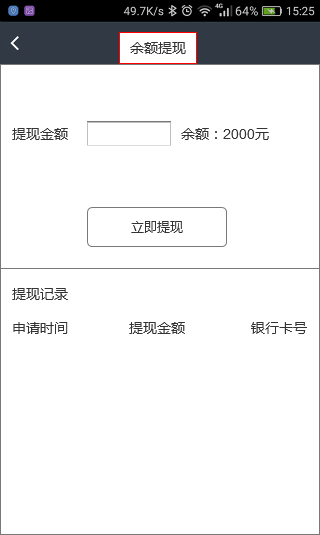 49.7K/s 4G 64% 15:25
余额提现
提现金额 余额：2000元
立即提现
提现记录
申请时间 提现金额 银行卡号